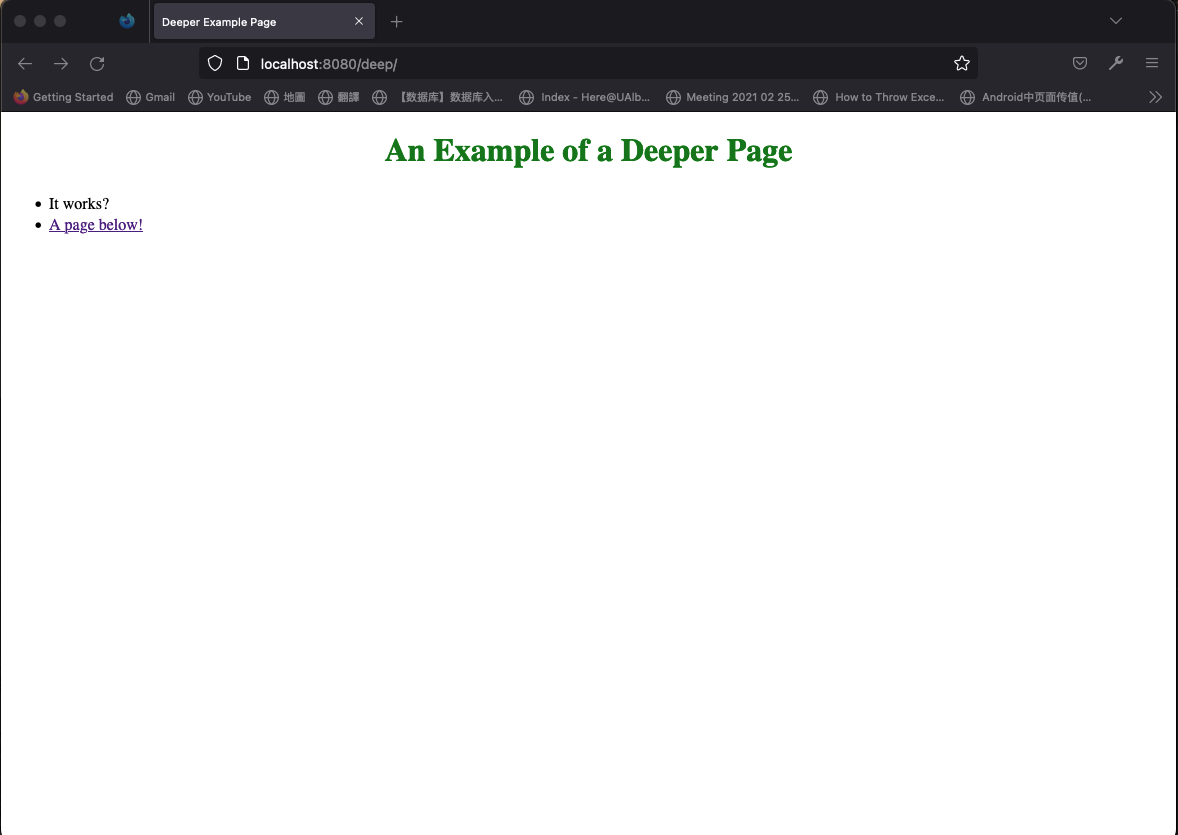 Deeper Example Page
localhost:8080/deep/
Getting Started Gmail YouTube 地圖 翻譯 【数据库】数据库入... Index - Here@UAlb... Meeting 2021 02 25... How to Throw Exce... Android中页面传值(...
An Example of a Deeper Page
• It works?
• A page below!